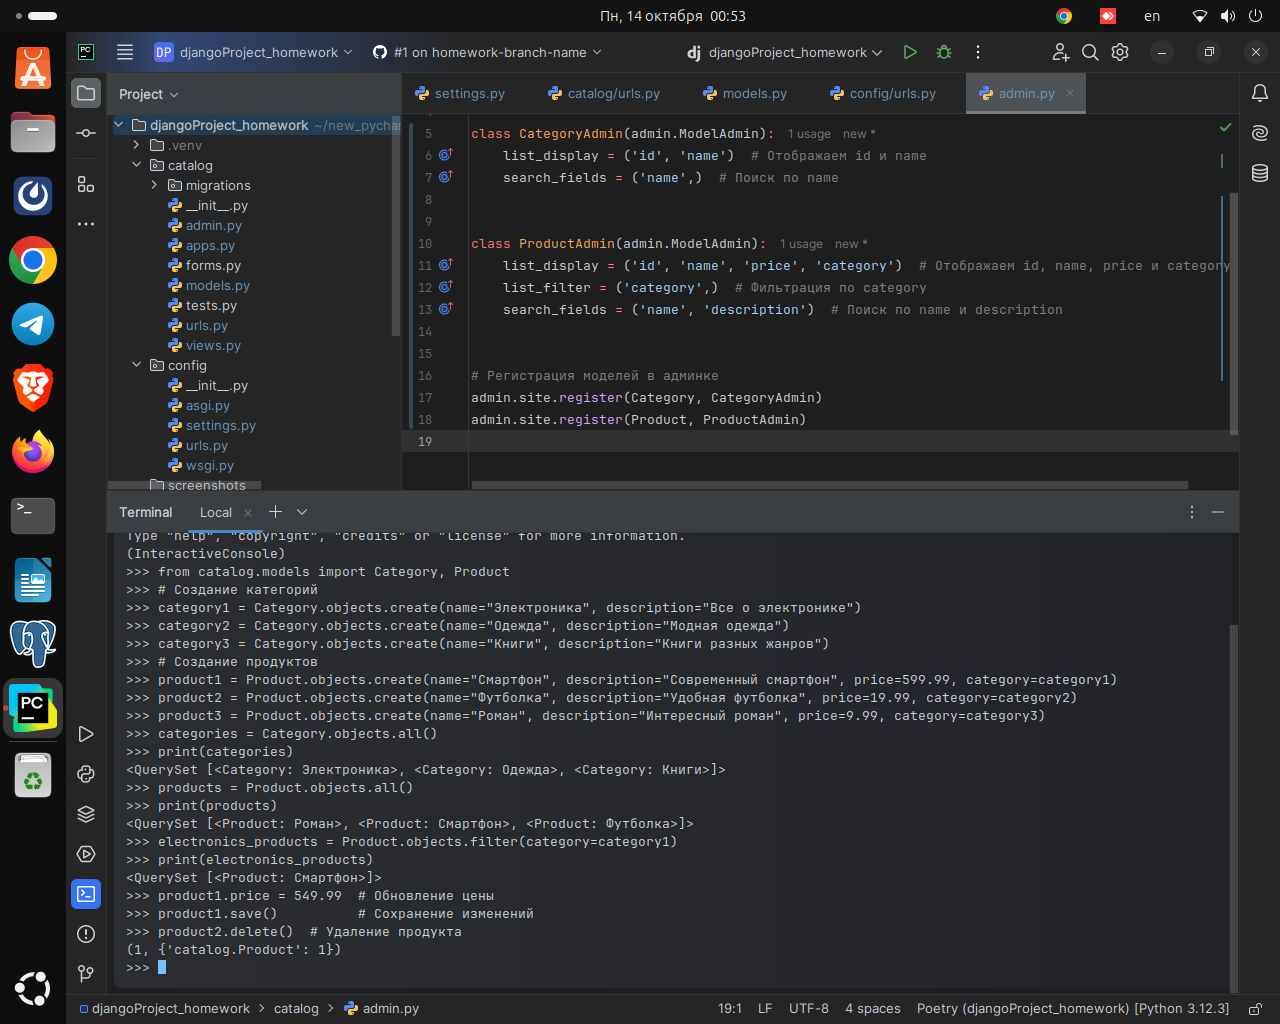 Пн, 14 октября 00:53
en
DP djangoProject_homework
#1 on homework-branch-name
dj djangoProject_homework
Project
settings.py
catalog/urls.py
models.py
config/urls.py
admin.py
djangoProject_homework ~/new_pychar
.venv
catalog
migrations
__init__.py
admin.py
apps.py
forms.py
models.py
tests.py
urls.py
views.py
config
__init__.py
asgi.py
settings.py
urls.py
wsgi.py
screenshots
5 class CategoryAdmin(admin.ModelAdmin): 1 usage new *
6 list_display = ('id', 'name') # Отображаем id и name
7 search_fields = ('name',) # Поиск по name
8
9
10 class ProductAdmin(admin.ModelAdmin): 1 usage new *
11 list_display = ('id', 'name', 'price', 'category') # Отображаем id, name, price и category
12 list_filter = ('category',) # Фильтрация по category
13 search_fields = ('name', 'description') # Поиск по name и description
14
15
16 # Регистрация моделей в админке
17 admin.site.register(Category, CategoryAdmin)
18 admin.site.register(Product, ProductAdmin)
19
Terminal Local
Type "help", "copyright", "credits" or "license" for more information.
(InteractiveConsole)
>>> from catalog.models import Category, Product
>>> # Создание категорий
>>> category1 = Category.objects.create(name="Электроника", description="Все о электронике")
>>> category2 = Category.objects.create(name="Одежда", description="Модная одежда")
>>> category3 = Category.objects.create(name="Книги", description="Книги разных жанров")
>>> # Создание продуктов
>>> product1 = Product.objects.create(name="Смартфон", description="Современный смартфон", price=599.99, category=category1)
>>> product2 = Product.objects.create(name="Футболка", description="Удобная футболка", price=19.99, category=category2)
>>> product3 = Product.objects.create(name="Роман", description="Интересный роман", price=9.99, category=category3)
>>> categories = Category.objects.all()
>>> print(categories)
<QuerySet [<Category: Электроника>, <Category: Одежда>, <Category: Книги>]>
>>> products = Product.objects.all()
>>> print(products)
<QuerySet [<Product: Роман>, <Product: Смартфон>, <Product: Футболка>]>
>>> electronics_products = Product.objects.filter(category=category1)
>>> print(electronics_products)
<QuerySet [<Product: Смартфон>]>
>>> product1.price = 549.99 # Обновление цены
>>> product1.save() # Сохранение изменений
>>> product2.delete() # Удаление продукта
(1, {'catalog.Product': 1})
>>>
djangoProject_homework > catalog > admin.py
19:1 LF UTF-8 4 spaces Poetry (djangoProject_homework) [Python 3.12.3]